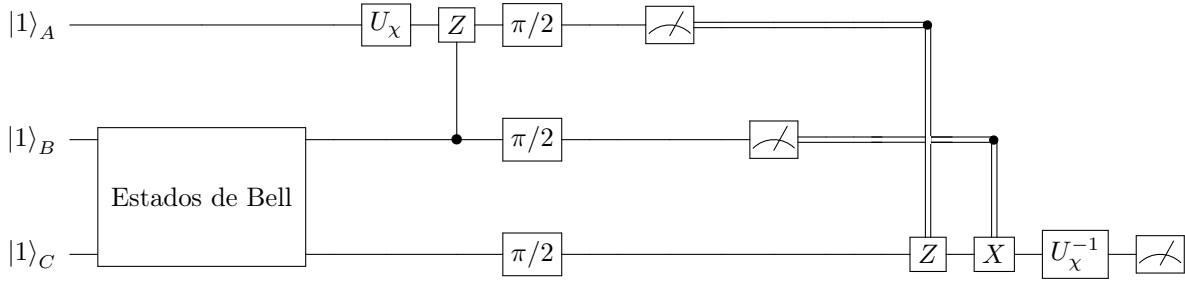 |1⟩_A U_χ Z π/2
|1⟩_B π/2
Estados de Bell
|1⟩_C π/2 Z X U_χ^{-1}